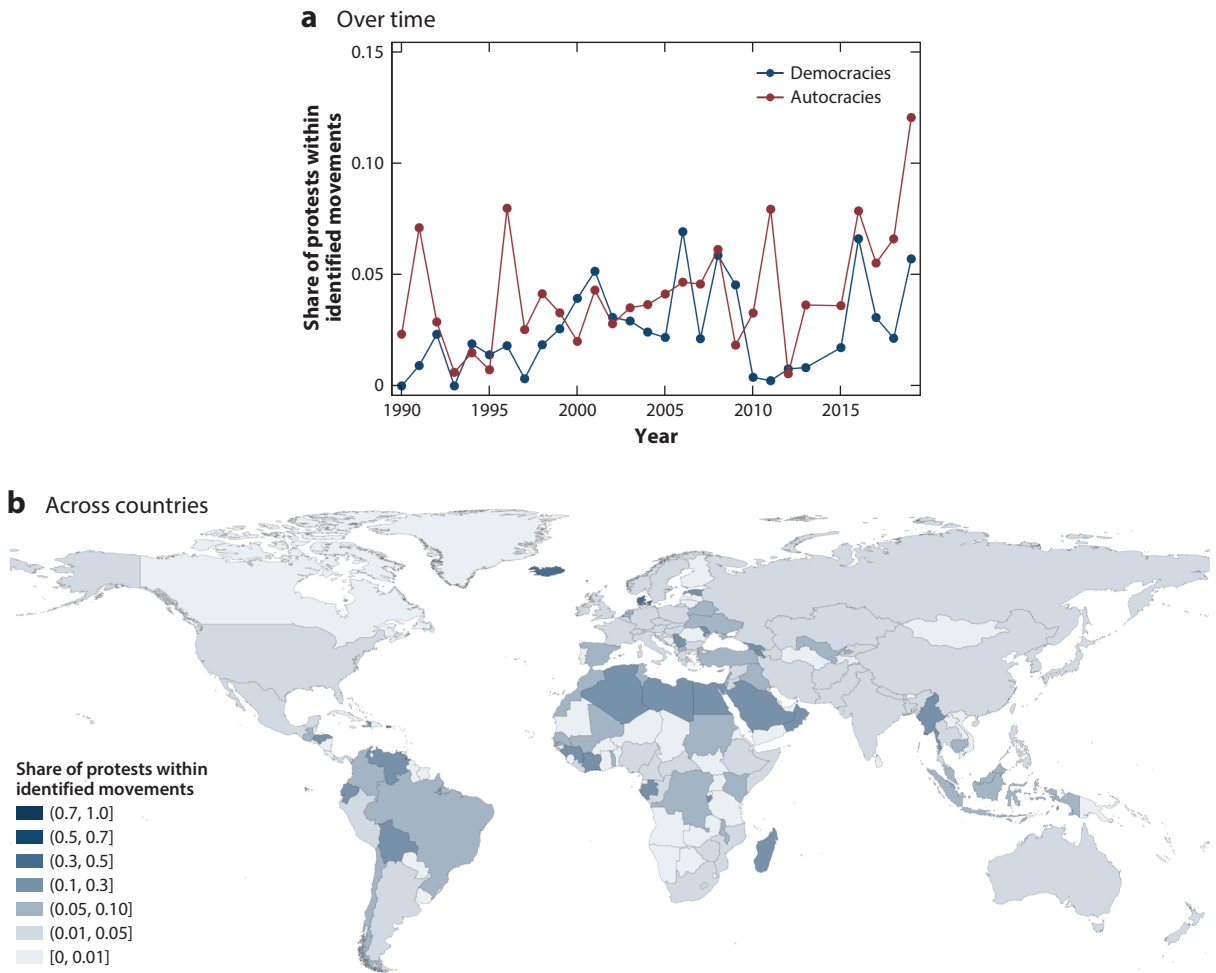 a Over time
0.15
0.10
0.05
0
Share of protests within
identified movements
Democracies
Autocracies
1990 1995 2000 2005 2010 2015
Year
b Across countries
Share of protests within
identified movements
(0.7, 1.0]
(0.5, 0.7]
(0.3, 0.5]
(0.1, 0.3]
(0.05, 0.10]
(0.01, 0.05]
[0, 0.01]